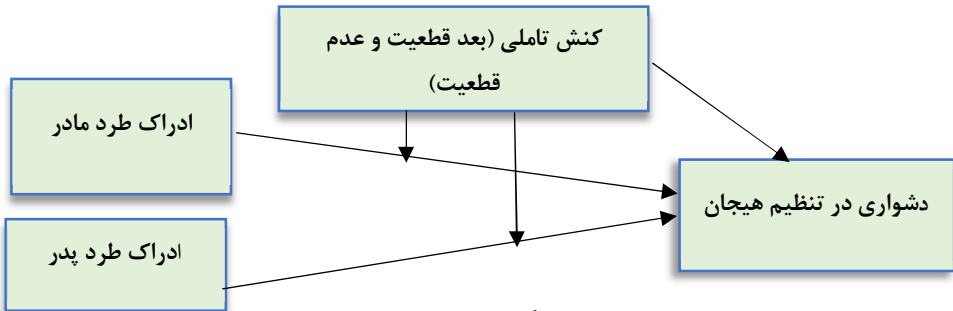 کنش تاملی (بعد قطعیت و عدم
قطعیت)
ادراک طرد مادر
دشواری در تنظیم هیجان
ادراک طرد پدر